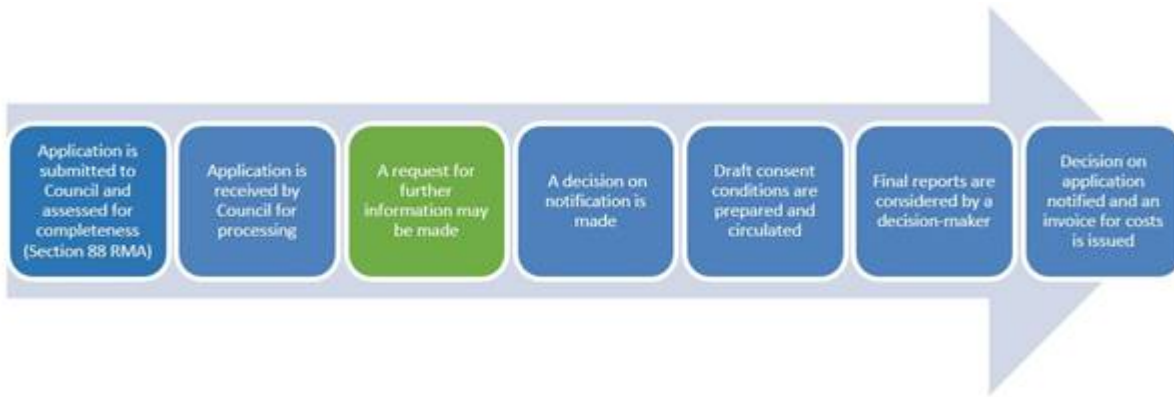 Application is
submitted to
Council and
assessed for
completeness
(Section 88 RMA)
Application is
received by
Council for
processing
A request for
further
information may
be made
A decision on
notification is
made
Draft consent
conditions are
prepared and
circulated
Final reports are
considered by a
decision-maker
Decision on
application
notified and an
invoice for costs
is issued